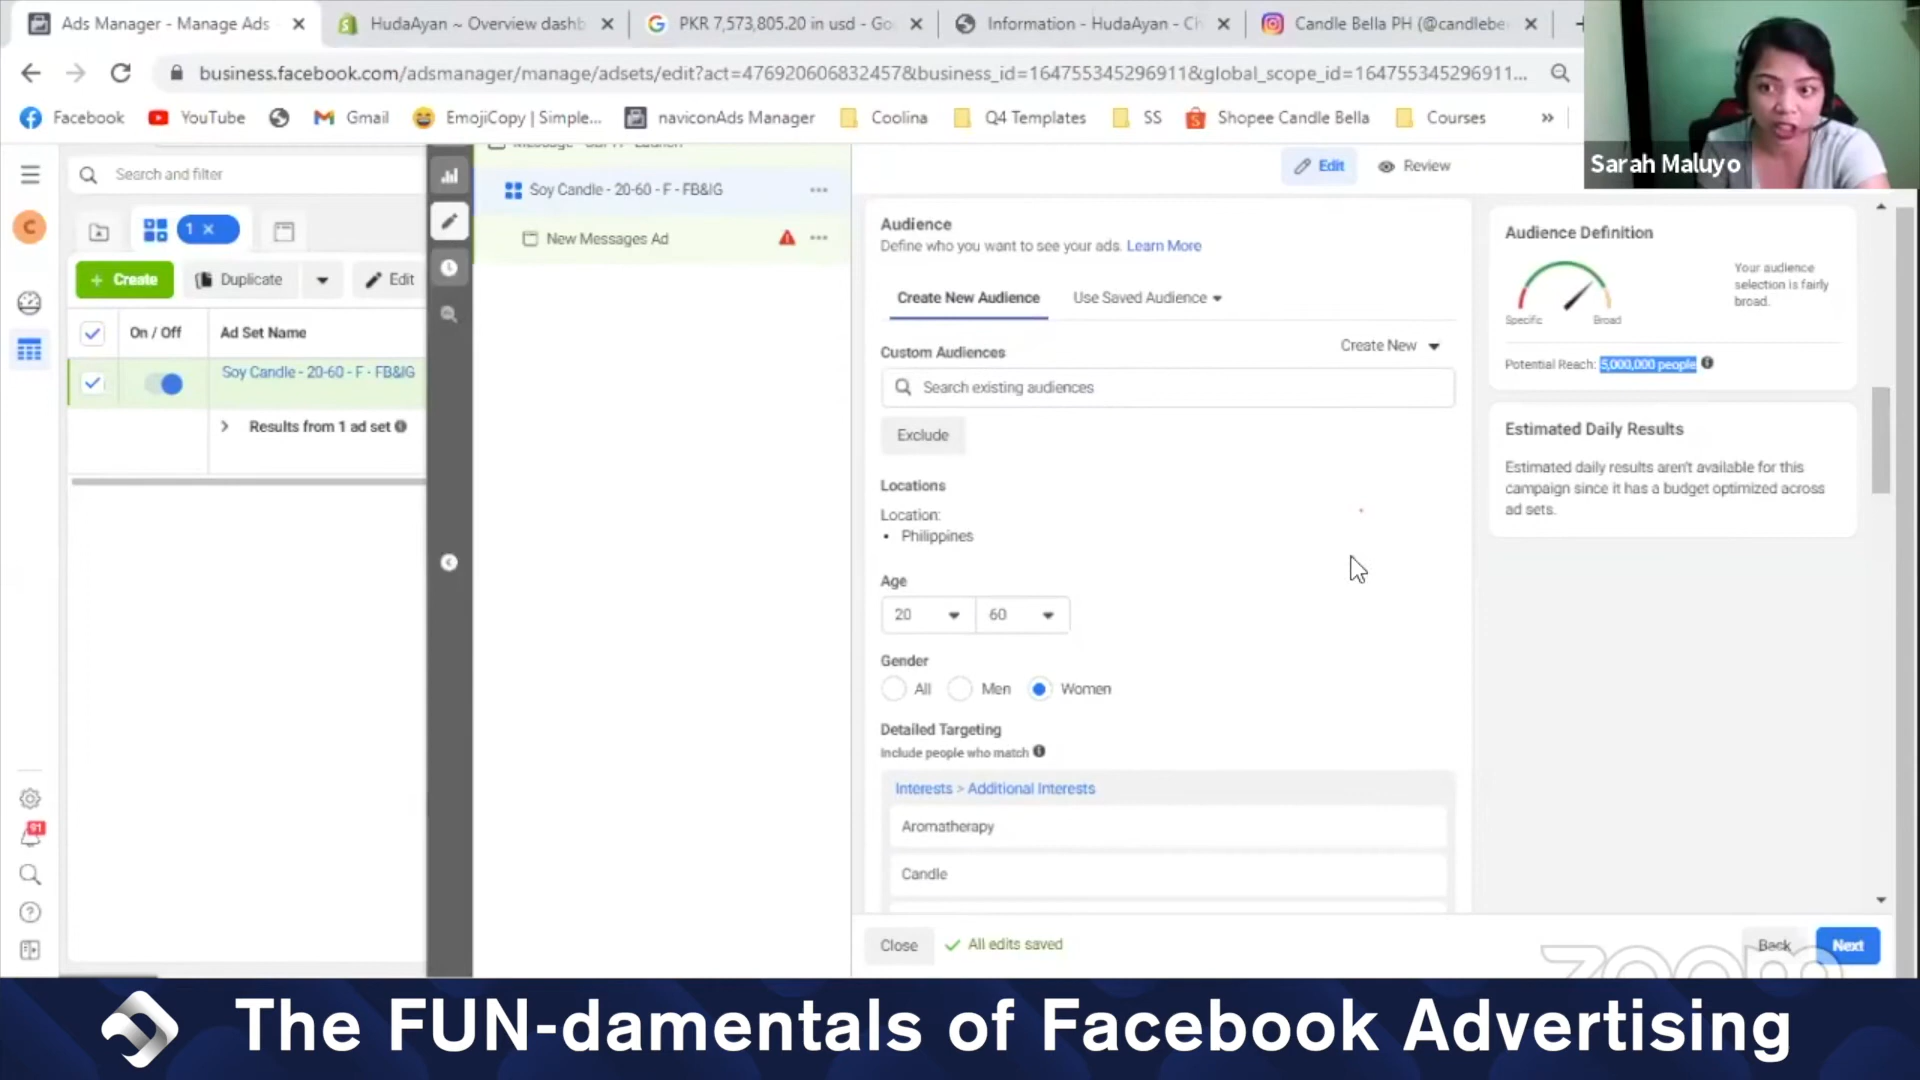 Ads Manager - Manage Ads
HudaAyan ~ Overview dashb
PKR 7,573,805.20 in usd - Go
Information - HudaAyan - Ch
Candle Bella PH (@candlebe
business.facebook.com/adsmanager/manage/adsets/edit?act=476920606832457&business_id=164755345296911&global_scope_id=164755345296911...
Facebook
YouTube
Gmail
EmojiCopy | Simple...
naviconAds Manager
Coolina
Q4 Templates
SS
Shopee Candle Bella
Courses
»
Sarah Maluyo
Search and filter
C
1 ×
+ Create
Duplicate
Edit
On / Off
Ad Set Name
Soy Candle - 20-60 - F - FB&IG
Results from 1 ad set
91
Soy Candle - 20-60 - F - FB&IG
New Messages Ad
Edit
Review
Audience
Define who you want to see your ads. Learn More
Create New Audience
Use Saved Audience
Custom Audiences
Create New
Search existing audiences
Exclude
Locations
Location:
• Philippines
Age
20
60
Gender
All
Men
Women
Detailed Targeting
Include people who match
Interests > Additional Interests
Aromatherapy
Candle
Close
All edits saved
Back
Next
Audience Definition
Your audience
selection is fairly
broad.
Specific
Broad
Potential Reach: 5,000,000 people
Estimated Daily Results
Estimated daily results aren't available for this
campaign since it has a budget optimized across
ad sets.
zoom
The FUN-damentals of Facebook Advertising